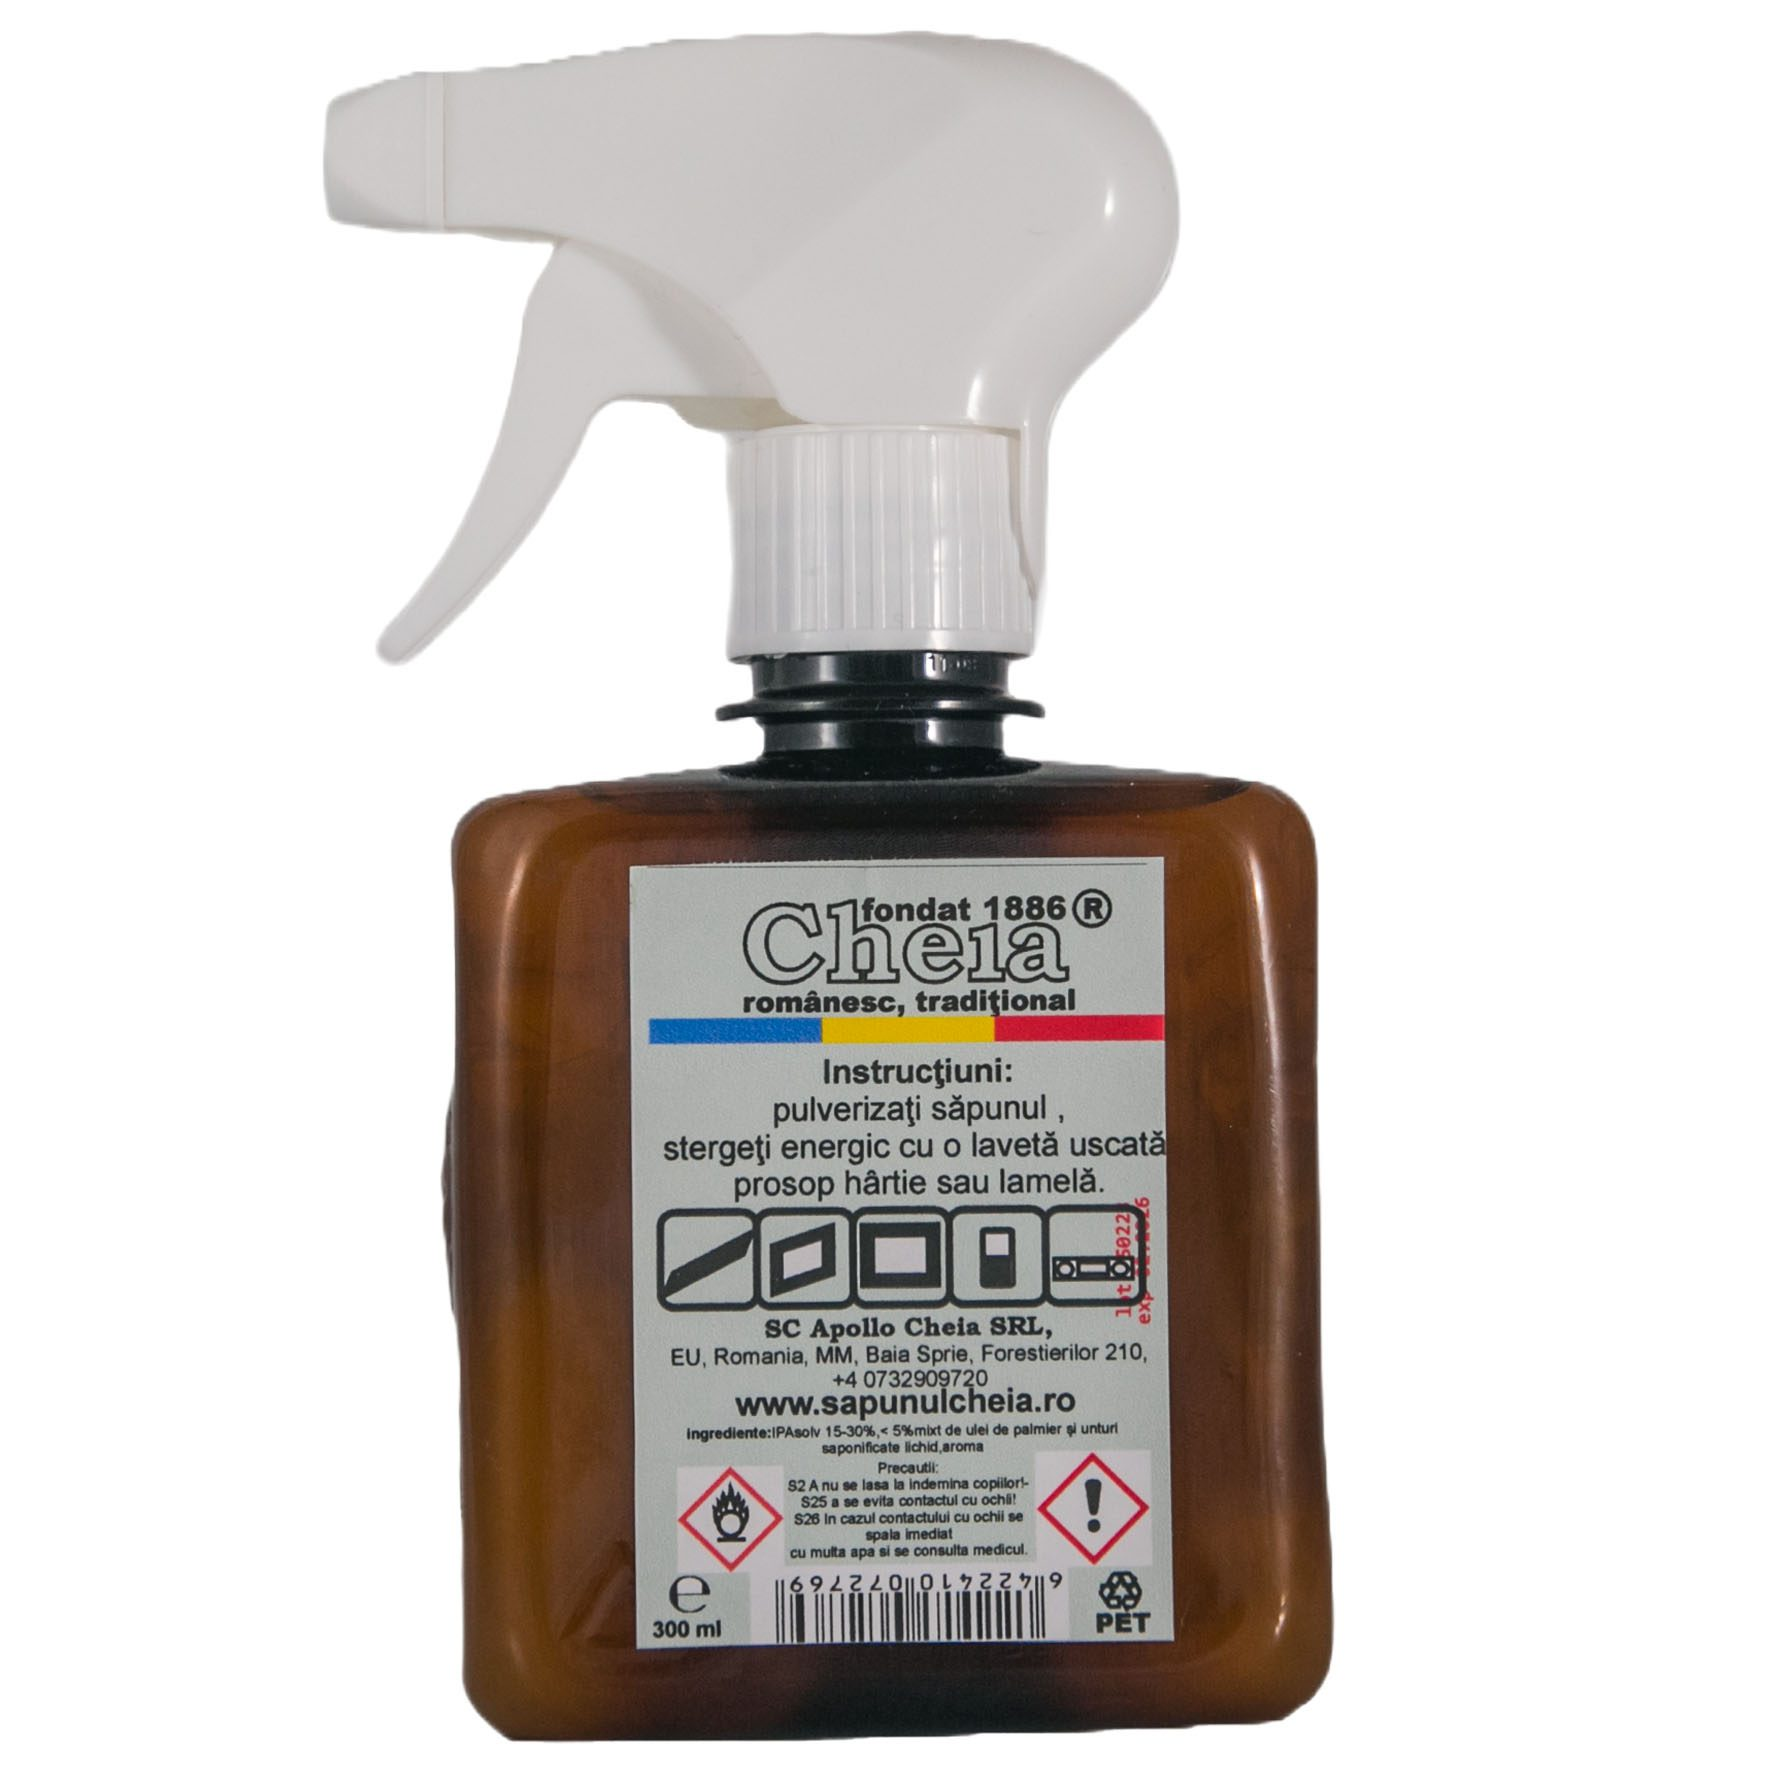 fondat 1886 ®
Cheia
românesc, tradiţional
Instrucţiuni:
pulverizaţi săpunul ,
stergeţi energic cu o lavetă uscată
prosop hârtie sau lamelă.
lot
exp
SC Apollo Cheia SRL,
EU, Romania, MM, Baia Sprie, Forestierilor 210,
+4 0732909720
www.sapunulcheia.ro
ingrediente:IPAsolv 15-30%,< 5%mixt de ulei de palmier şi unturi
saponificate lichid,aroma
Precautii:
S2 A nu se lasa la indemina copiilor!-
S25 a se evita contactul cu ochii!
S26 In cazul contactului cu ochii se
spala imediat
cu multa apa si se consulta medicul.
e
300 ml
6422410072769
PET